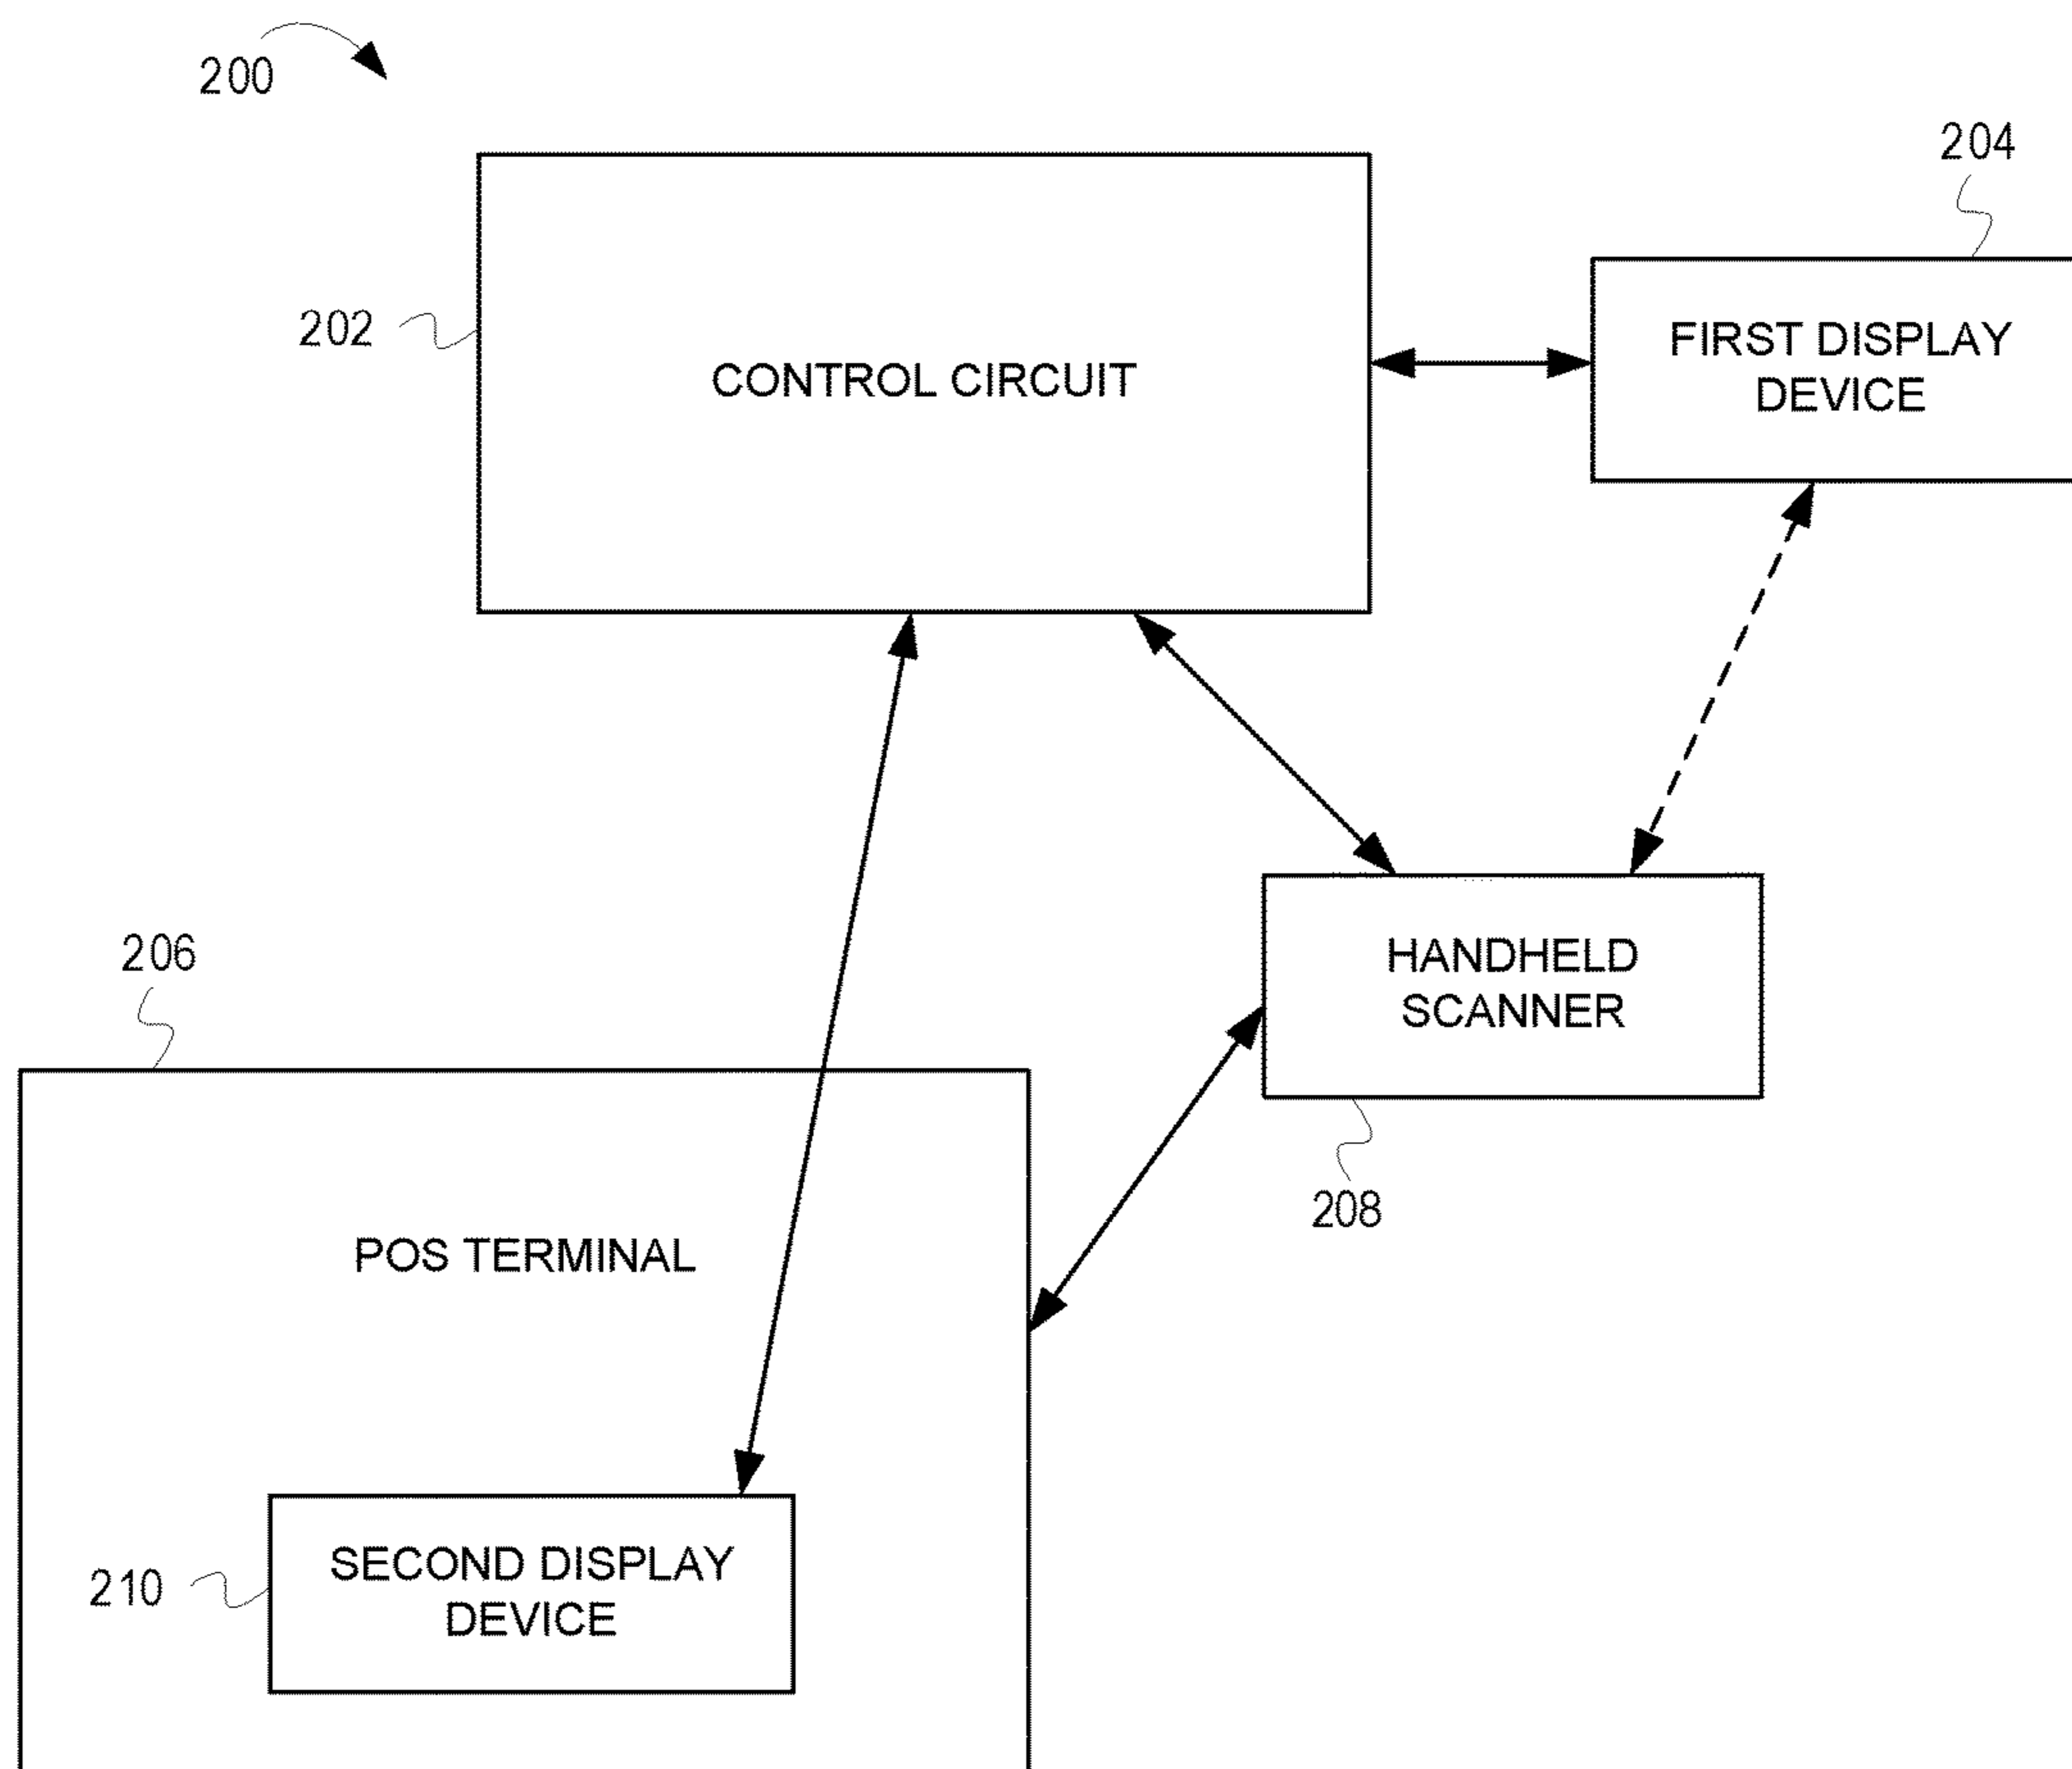 200
204
202
CONTROL CIRCUIT
FIRST DISPLAY
DEVICE
206
HANDHELD
SCANNER
208
POS TERMINAL
210
SECOND DISPLAY
DEVICE